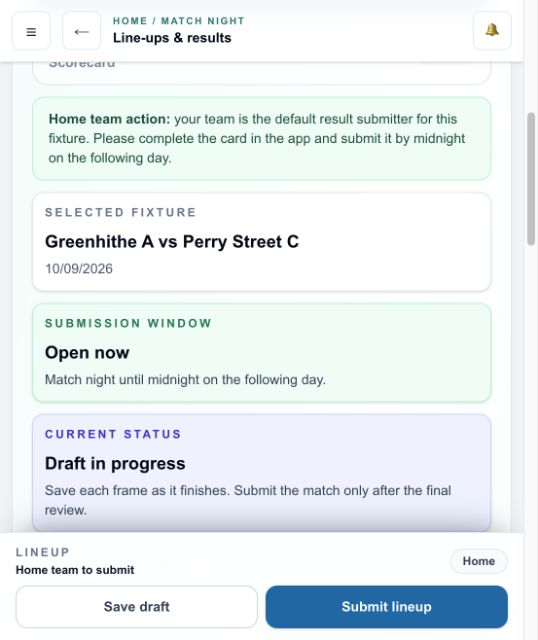 HOME / MATCH NIGHT
Line-ups & results
Scorecard
Home team action: your team is the default result submitter for this
fixture. Please complete the card in the app and submit it by midnight
on the following day.
SELECTED FIXTURE
Greenhithe A vs Perry Street C
10/09/2026
SUBMISSION WINDOW
Open now
Match night until midnight on the following day.
CURRENT STATUS
Draft in progress
Save each frame as it finishes. Submit the match only after the final
review.
LINEUP
Home team to submit
Home
Save draft
Submit lineup